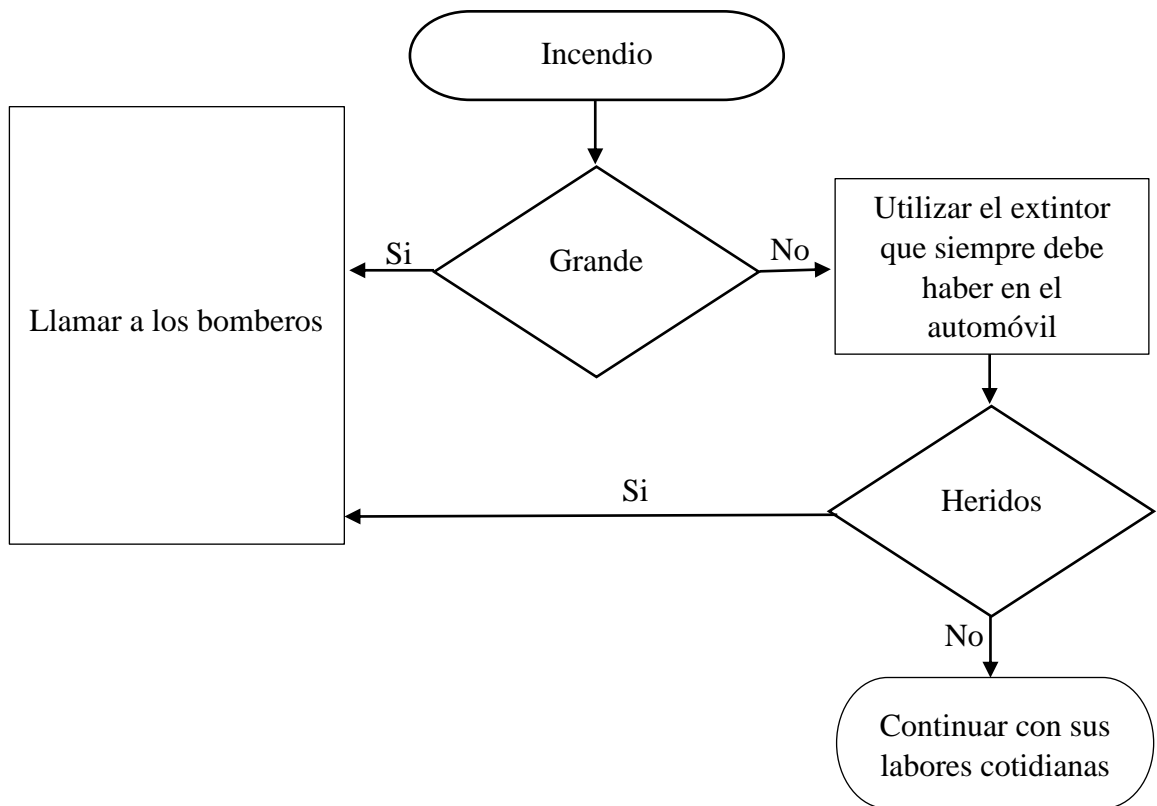 Incendio
Si
Grande
No
Utilizar el extintor
que siempre debe
haber en el
automóvil
Llamar a los bomberos
Si
Heridos
No
Continuar con sus
labores cotidianas